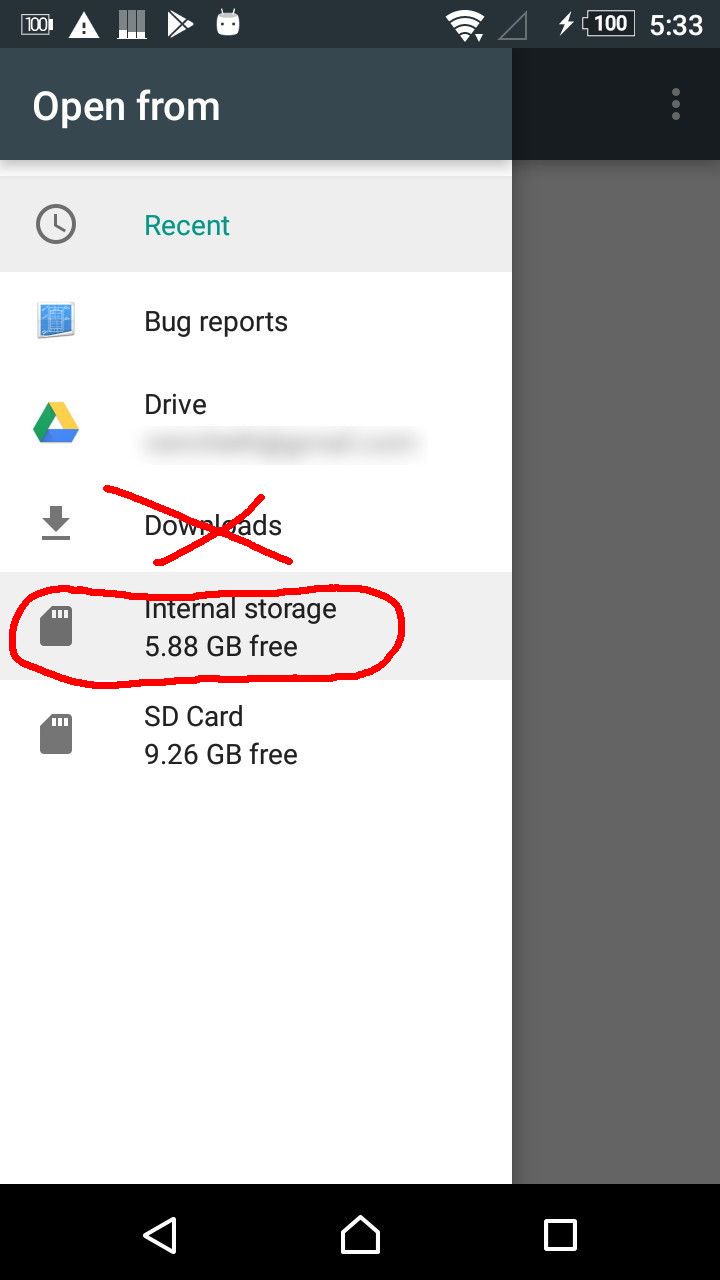 100 100 5:33
Open from
Recent
Bug reports
Drive
Downloads
Internal storage
5.88 GB free
SD Card
9.26 GB free